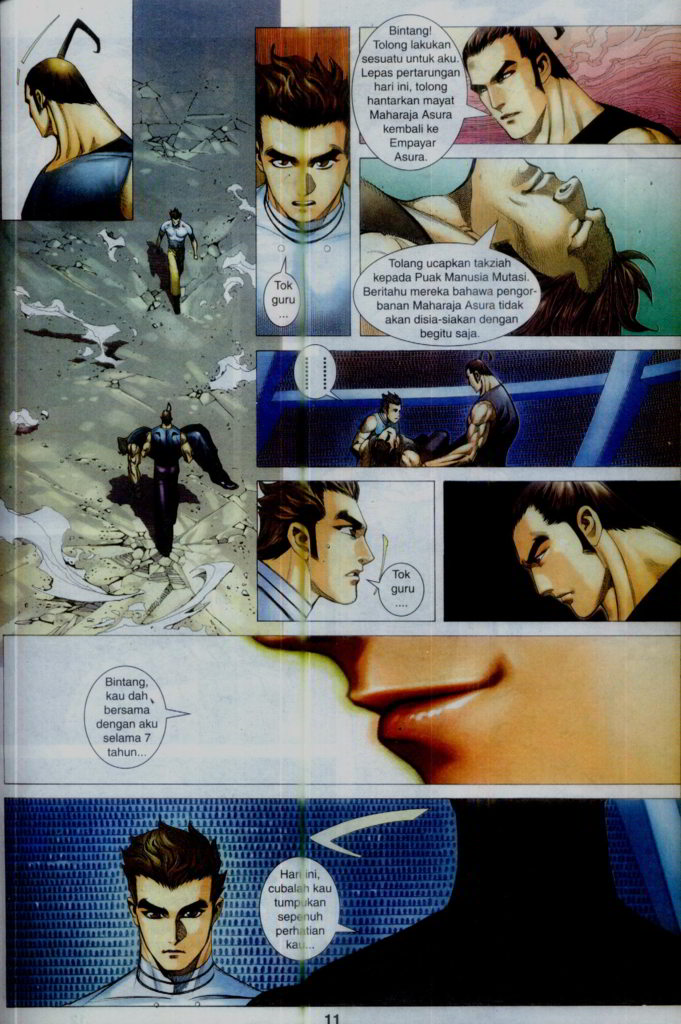 Bintang!
Tolong lakukan
sesuatu untuk aku.
Lepas pertarungan
hari ini, tolong
hantarkan mayat
Maharaja Asura
kembali ke
Empayar
Asura.
Tok
guru
...
Tolang ucapkan takziah
kepada Puak Manusia Mutasi.
Beritahu mereka bahawa pengor-
banan Maharaja Asura tidak
akan disia-siakan dengan
begitu saja.
Tok
guru
....
Bintang,
kau dah
bersama
dengan aku
selama 7
tahun...
Hari ini,
cubalah kau
tumpukan
sepenuh
perhatian
kau...
11